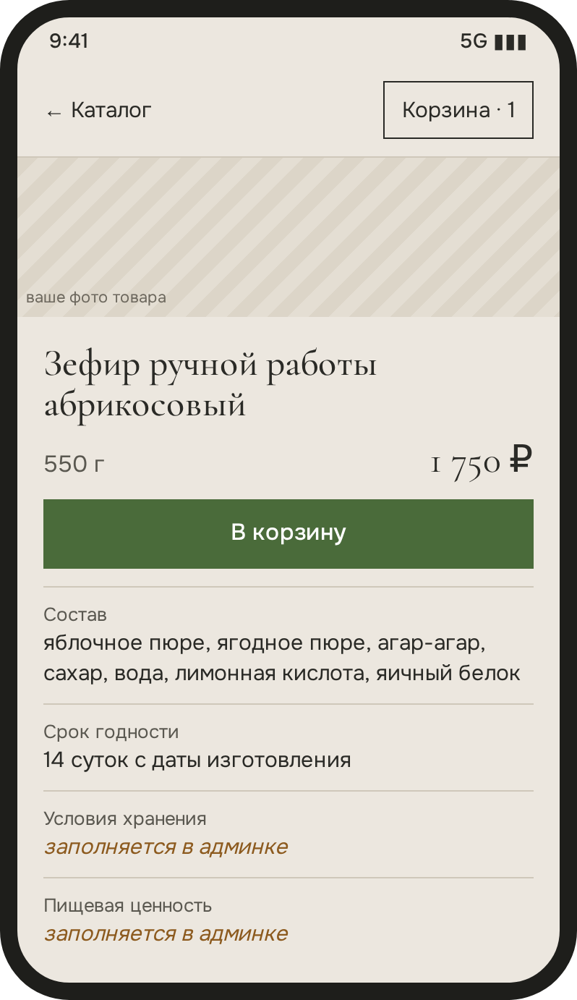 9:41
5G
← Каталог
Корзина · 1
ваше фото товара
Зефир ручной работы
абрикосовый
550 г
1 750 ₽
В корзину
Состав
яблочное пюре, ягодное пюре, агар-агар,
сахар, вода, лимонная кислота, яичный белок
Срок годности
14 суток с даты изготовления
Условия хранения
заполняется в админке
Пищевая ценность
заполняется в админке